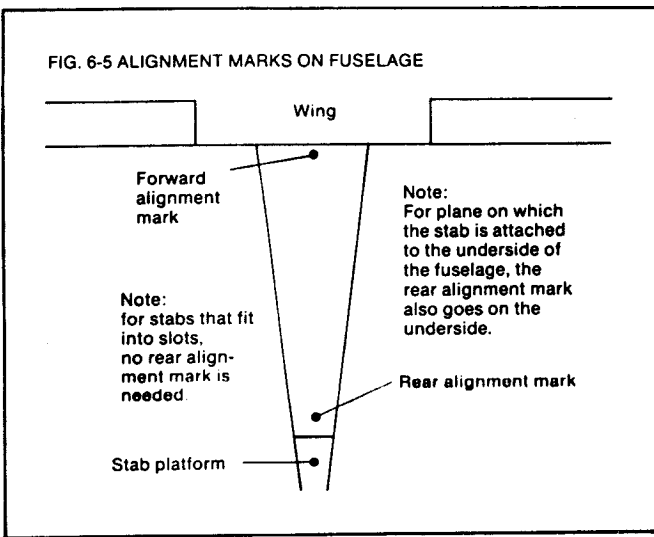 FIG. 6-5 ALIGNMENT MARKS ON FUSELAGE
Wing
Forward
alignment
mark
Note:
For plane on which
the stab is attached
to the underside of
the fuselage, the
rear alignment mark
also goes on the
underside.
Note:
for stabs that fit
into slots,
no rear align-
ment mark is
needed.
Rear alignment mark
Stab platform